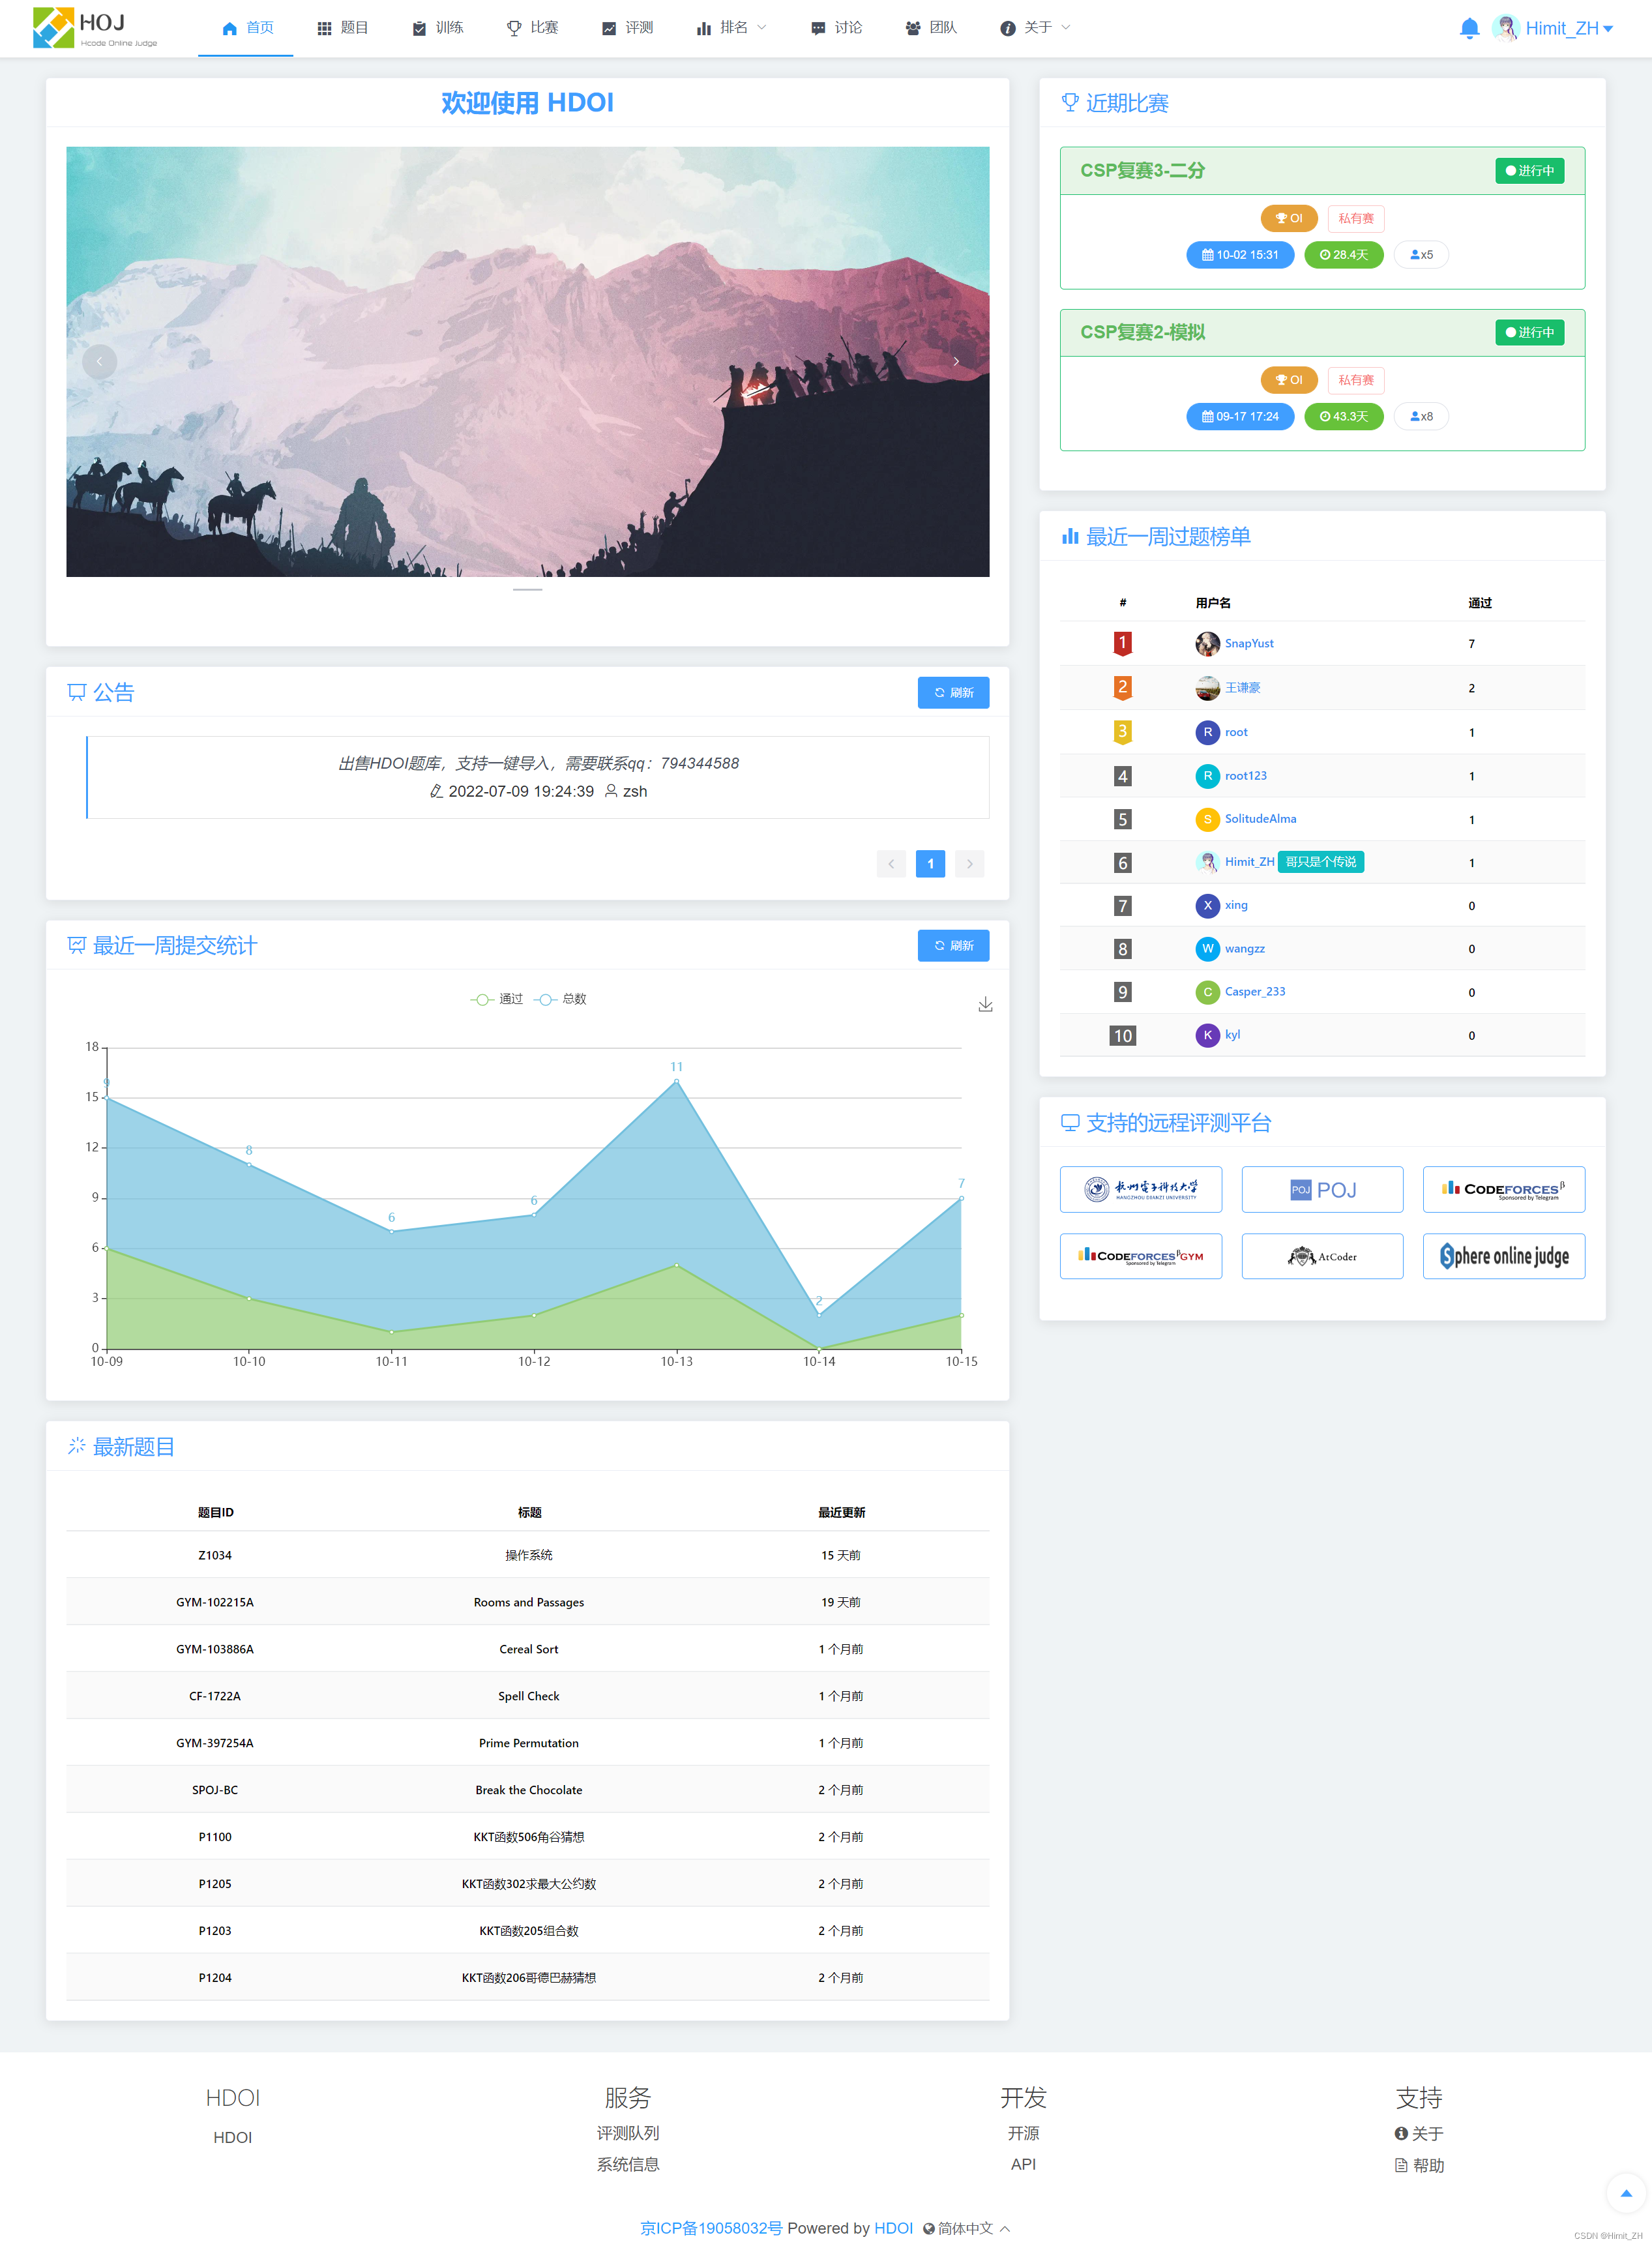 HOJ
Hcode Online Judge
首页
题目
训练
比赛
评测
排名
讨论
团队
关于
Himit_ZH
欢迎使用 HDOI
公告
刷新
出售HDOI题库，支持一键导入，需要联系qq：794344588
2022-07-09 19:24:39 zsh
1
最近一周提交统计
刷新
通过 总数
18
15
12
9
6
3
0
9
8
6
6
11
2
7
10-09 10-10 10-11 10-12 10-13 10-14 10-15
最新题目
题目ID 标题 最近更新
Z1034 操作系统 15 天前
GYM-102215A Rooms and Passages 19 天前
GYM-103886A Cereal Sort 1 个月前
CF-1722A Spell Check 1 个月前
GYM-397254A Prime Permutation 1 个月前
SPOJ-BC Break the Chocolate 2 个月前
P1100 KKT函数506角谷猜想 2 个月前
P1205 KKT函数302求最大公约数 2 个月前
P1203 KKT函数205组合数 2 个月前
P1204 KKT函数206哥德巴赫猜想 2 个月前
近期比赛
CSP复赛3-二分 进行中
OI 私有赛
10-02 15:31 28.4天 x5
CSP复赛2-模拟 进行中
OI 私有赛
09-17 17:24 43.3天 x8
最近一周过题榜单
# 用户名 通过
1 SnapYust 7
2 王谦豪 2
3 R root 1
4 R root123 1
5 S SolitudeAlma 1
6 Himit_ZH 哥只是个传说 1
7 X xing 0
8 W wangzz 0
9 C Casper_233 0
10 K kyl 0
支持的远程评测平台
杭州电子科技大学
HANGZHOU DIANZI UNIVERSITY
POJ POJ
CODEFORCES β
Sponsored by Telegram
CODEFORCES β GYM
Sponsored by Telegram
AtCoder
Sphere online judge
HDOI
HDOI
服务
评测队列
系统信息
开发
开源
API
支持
关于
帮助
京ICP备19058032号 Powered by HDOI 简体中文
CSDN @Himit_ZH